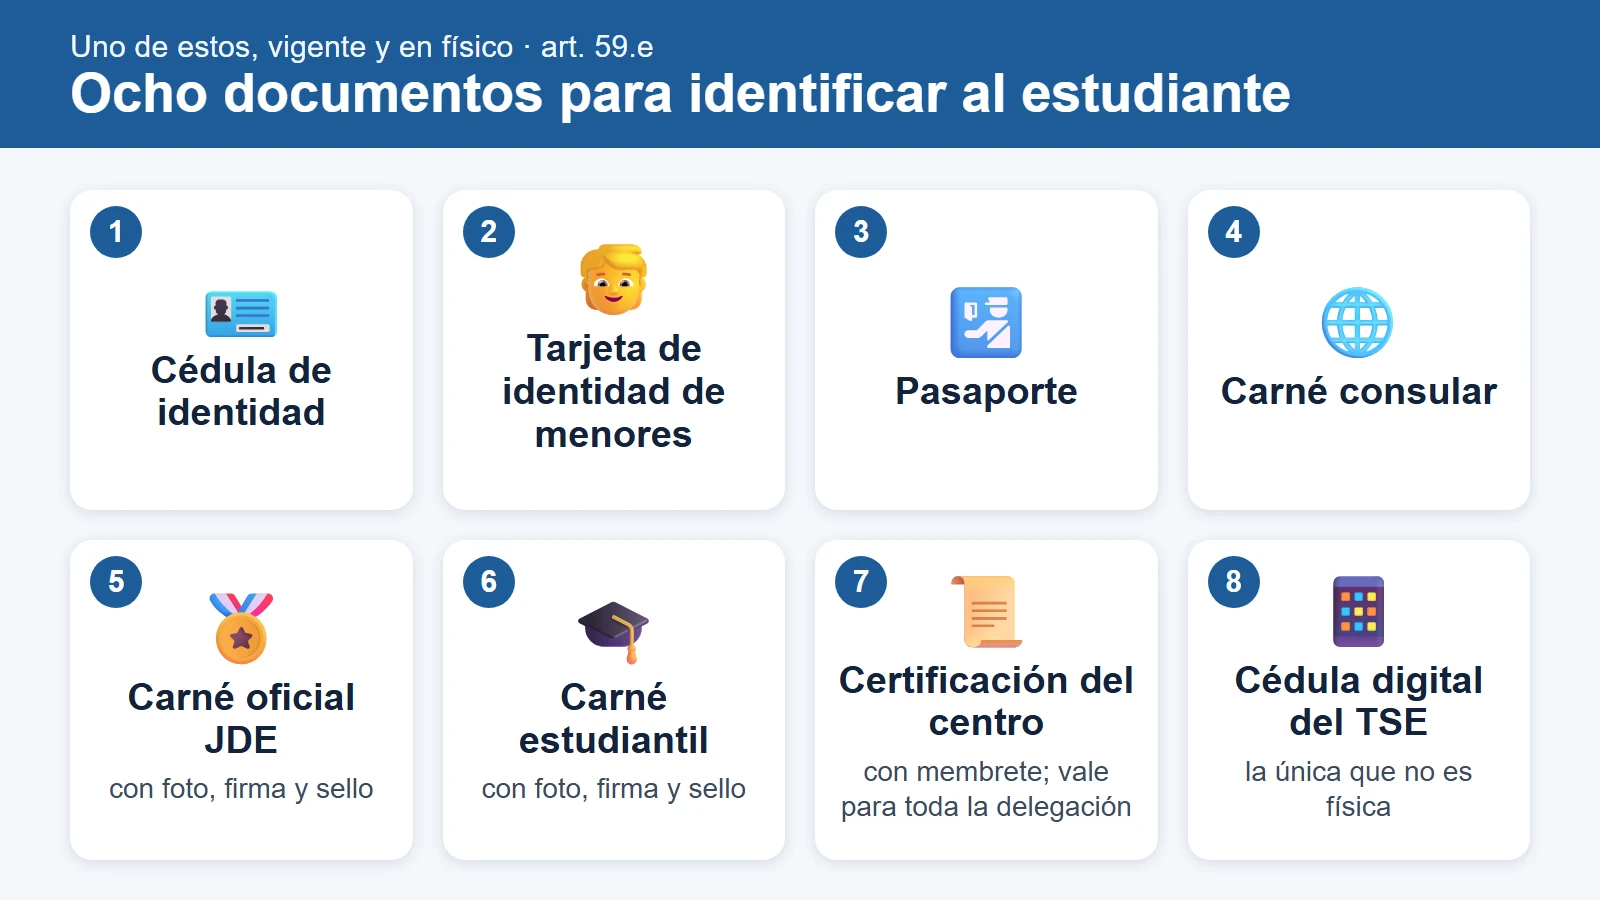 Uno de estos, vigente y en físico · art. 59.e
Ocho documentos para identificar al estudiante
1
Cédula de
identidad
2
Tarjeta de
identidad de
menores
3
Pasaporte
4
Carné consular
5
Carné oficial
JDE
con foto, firma y sello
6
Carné
estudiantil
con foto, firma y sello
7
Certificación del
centro
con membrete; vale
para toda la delegación
8
Cédula digital
del TSE
la única que no es
física